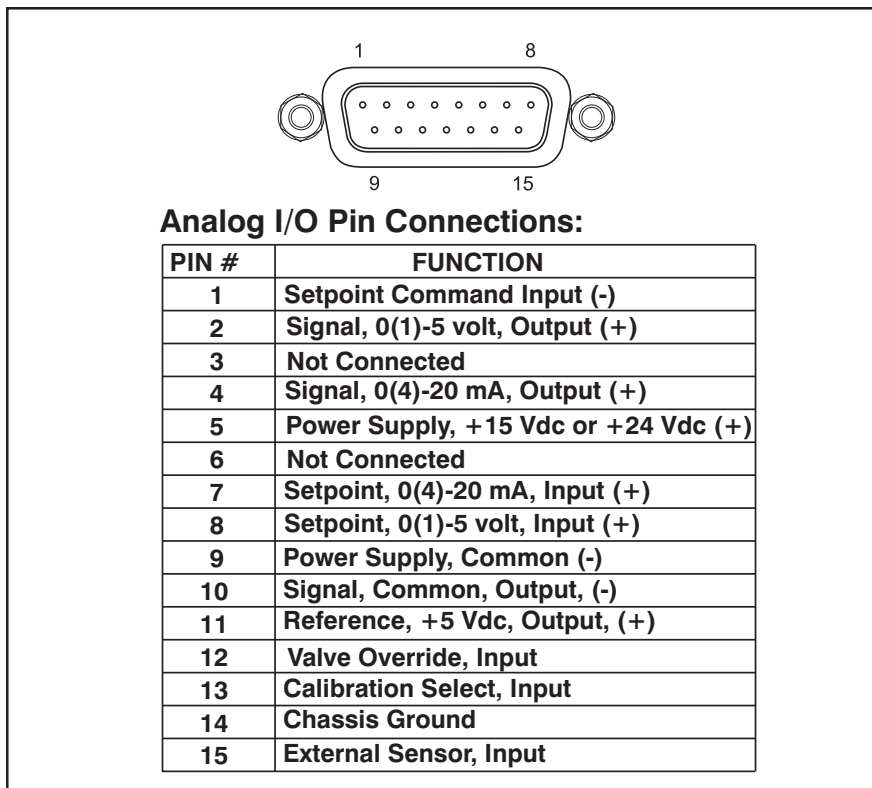 1 8
9 15
Analog I/O Pin Connections:
PIN # FUNCTION
1 Setpoint Command Input (-)
2 Signal, 0(1)-5 volt, Output (+)
3 Not Connected
4 Signal, 0(4)-20 mA, Output (+)
5 Power Supply, +15 Vdc or +24 Vdc (+)
6 Not Connected
7 Setpoint, 0(4)-20 mA, Input (+)
8 Setpoint, 0(1)-5 volt, Input (+)
9 Power Supply, Common (-)
10 Signal, Common, Output, (-)
11 Reference, +5 Vdc, Output, (+)
12 Valve Override, Input
13 Calibration Select, Input
14 Chassis Ground
15 External Sensor, Input